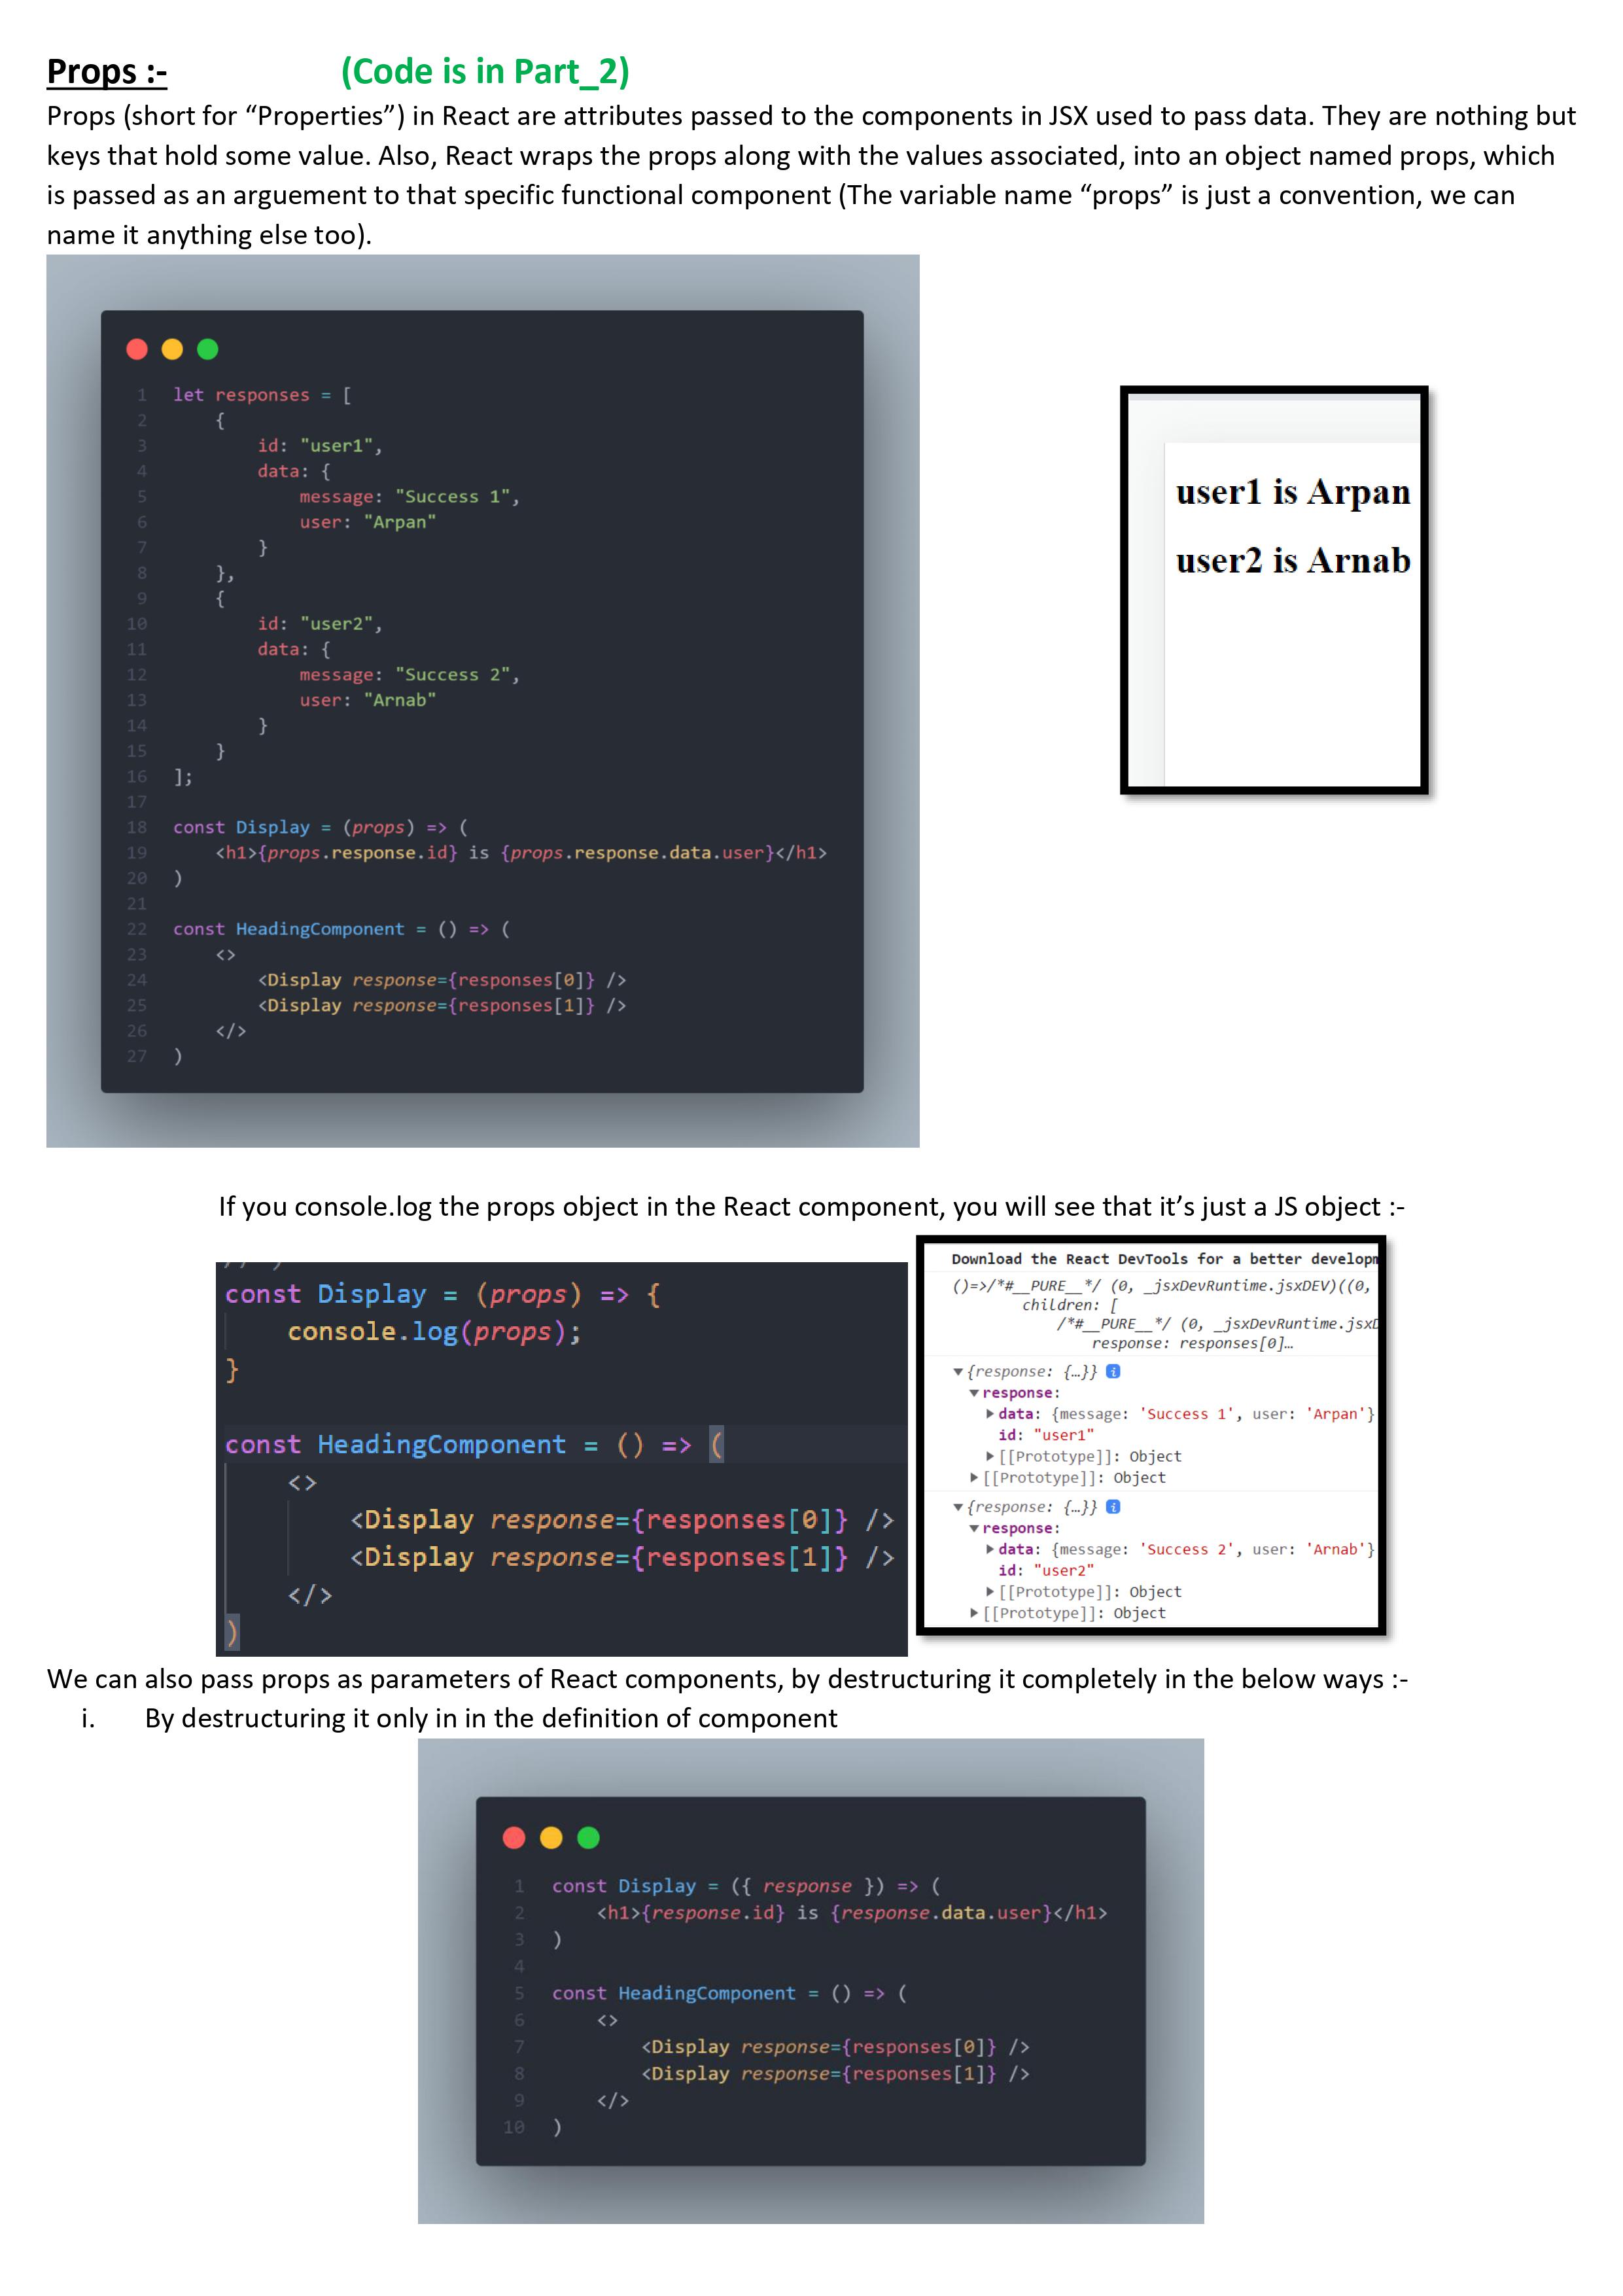 Props :- (Code is in Part_2)
Props (short for “Properties”) in React are attributes passed to the components in JSX used to pass data. They are nothing but
keys that hold some value. Also, React wraps the props along with the values associated, into an object named props, which
is passed as an arguement to that specific functional component (The variable name “props” is just a convention, we can
name it anything else too).
1 let responses = [
2 {
3 id: "user1",
4 data: {
5 message: "Success 1",
6 user: "Arpan"
7 }
8 },
9 {
10 id: "user2",
11 data: {
12 message: "Success 2",
13 user: "Arnab"
14 }
15 }
16 ];
17
18 const Display = (props) => (
19 <h1>{props.response.id} is {props.response.data.user}</h1>
20 )
21
22 const HeadingComponent = () => (
23 <>
24 <Display response={responses[0]} />
25 <Display response={responses[1]} />
26 </>
27 )
user1 is Arpan
user2 is Arnab
If you console.log the props object in the React component, you will see that it’s just a JS object :-
const Display = (props) => {
console.log(props);
}
const HeadingComponent = () => (
<>
<Display response={responses[0]} />
<Display response={responses[1]} />
</>
)
Download the React DevTools for a better developm
()=>/*#__PURE__*/ (0, _jsxDevRuntime.jsxDEV)((0,
children: [
/*#__PURE__*/ (0, _jsxDevRuntime.jsxD
response: responses[0]…
▼{response: {…}} i
▼response:
▶data: {message: 'Success 1', user: 'Arpan'}
id: "user1"
▶[[Prototype]]: Object
▶[[Prototype]]: Object
▼{response: {…}} i
▼response:
▶data: {message: 'Success 2', user: 'Arnab'}
id: "user2"
▶[[Prototype]]: Object
▶[[Prototype]]: Object
We can also pass props as parameters of React components, by destructuring it completely in the below ways :-
i. By destructuring it only in in the definition of component
1 const Display = ({ response }) => (
2 <h1>{response.id} is {response.data.user}</h1>
3 )
4
5 const HeadingComponent = () => (
6 <>
7 <Display response={responses[0]} />
8 <Display response={responses[1]} />
9 </>
10 )